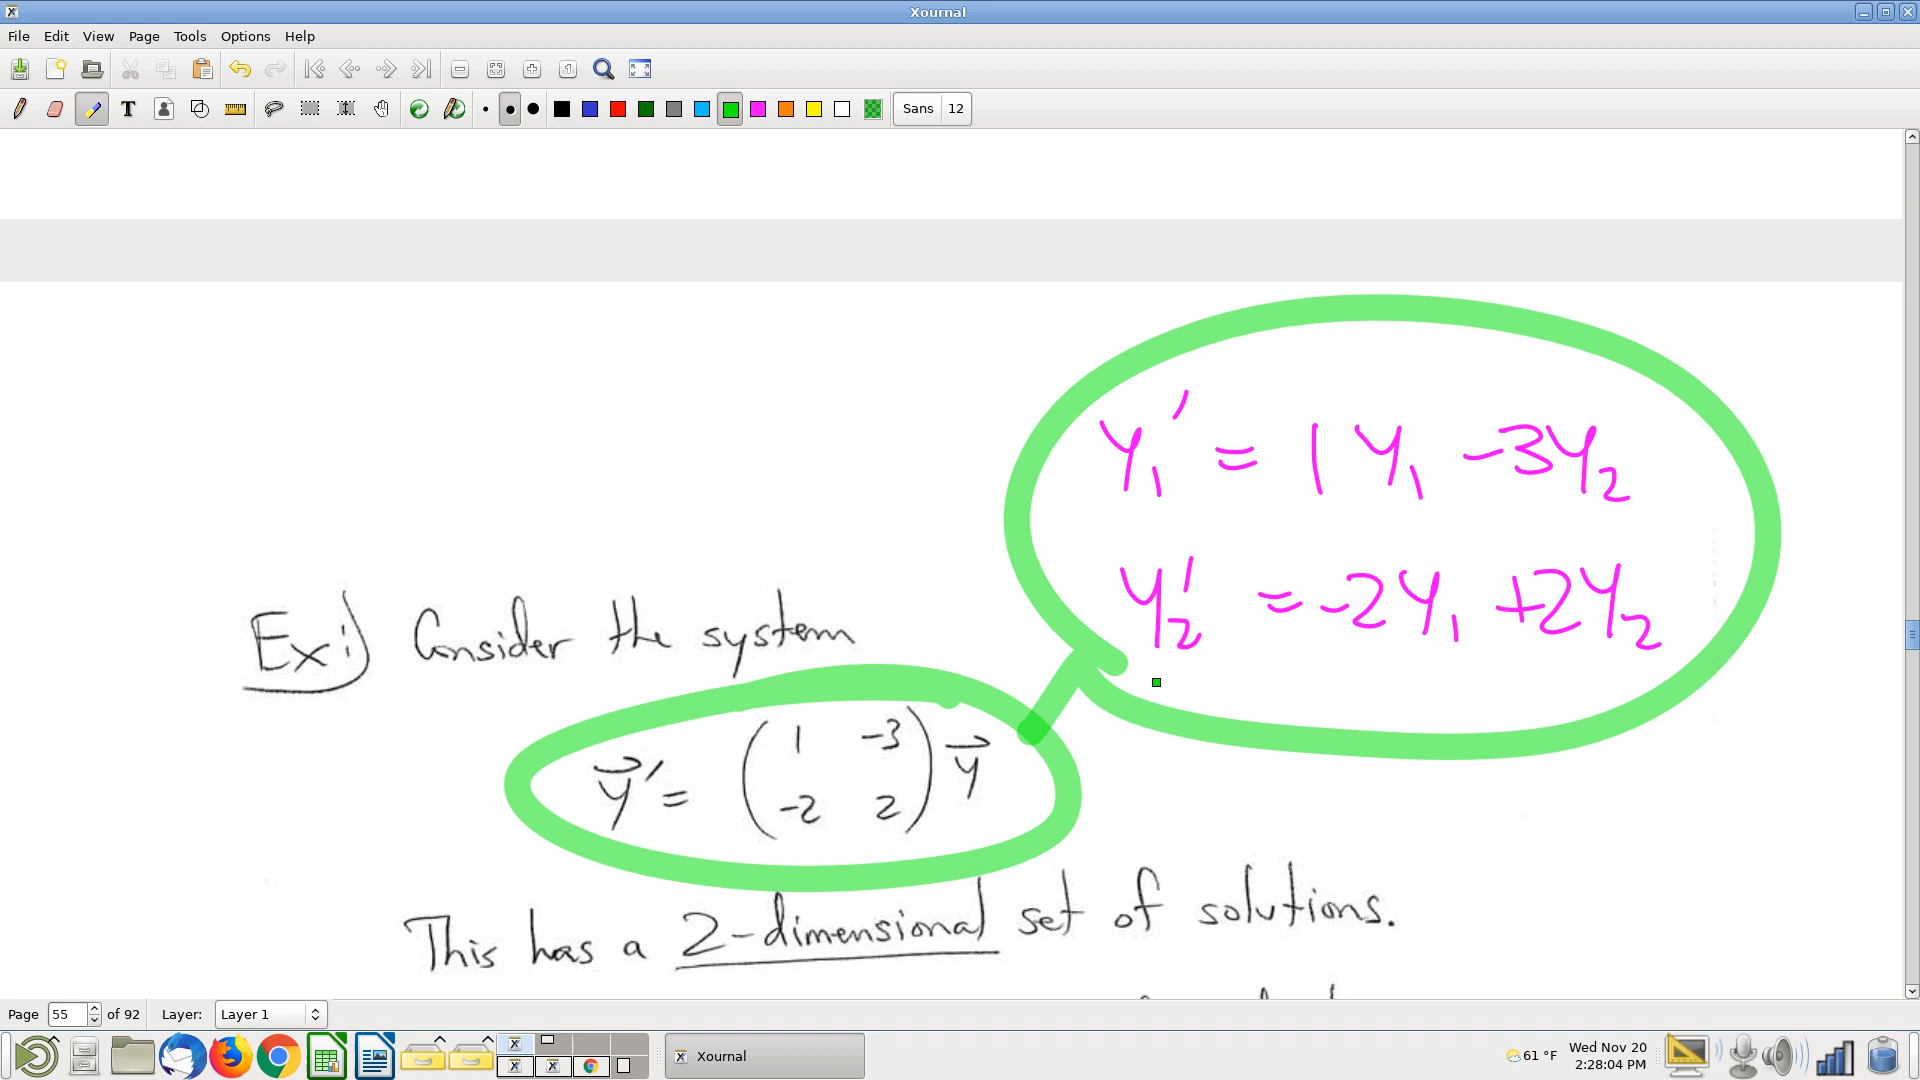 Xournal
File Edit View Page Tools Options Help
Sans 12
y₁' = 1 y₁ -3y₂
y₂' = -2y₁ +2y₂
Ex:) Consider the system
y⃗' = ( 1 -3
-2 2 ) y⃗
This has a 2-dimensional set of solutions.
Page 55 of 92 Layer: Layer 1
Xournal
61 °F
Wed Nov 20
2:28:04 PM